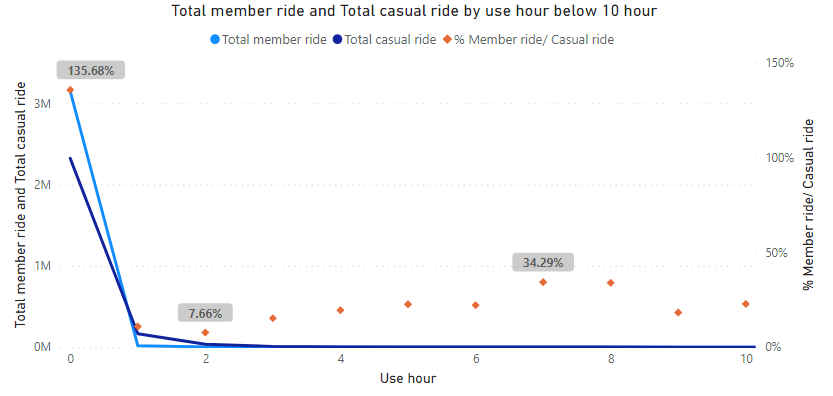 Total member ride and Total casual ride by use hour below 10 hour
Total member ride Total casual ride % Member ride/ Casual ride
135.68%
7.66%
34.29%
3M
2M
1M
0M
150%
100%
50%
0%
0 2 4 6 8 10
Use hour
Total member ride and Total casual ride
% Member ride/ Casual ride